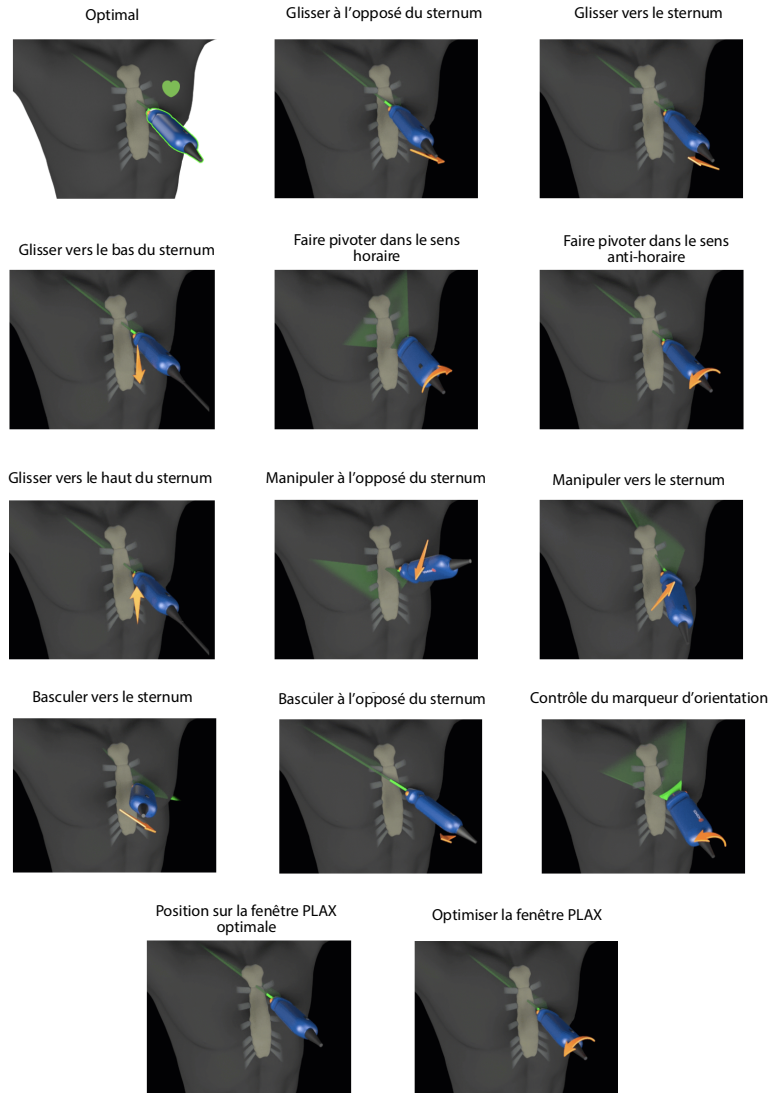 Optimal
Glisser à l'opposé du sternum
Glisser vers le sternum
Glisser vers le bas du sternum
Faire pivoter dans le sens
horaire
Faire pivoter dans le sens
anti-horaire
Glisser vers le haut du sternum
Manipuler à l'opposé du sternum
Manipuler vers le sternum
Basculer vers le sternum
Basculer à l'opposé du sternum
Contrôle du marqueur d'orientation
Position sur la fenêtre PLAX
optimale
Optimiser la fenêtre PLAX